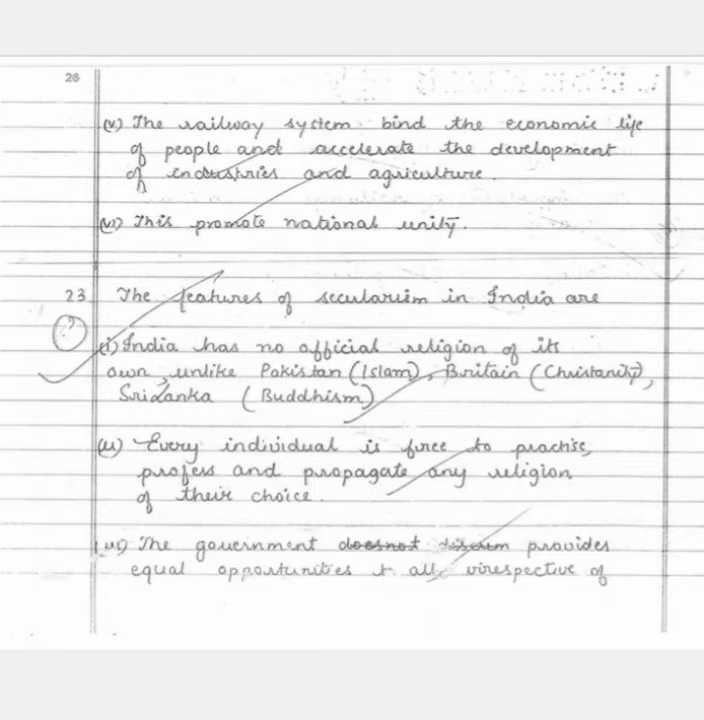 26
(v) The railway system bind the economic life
of people and accelerate the development
of industries and agriculture.
(vi) This promote national unity.
23. The features of secularism in India are
(i) India has no official religion of its
own, unlike Pakistan (Islam), Britain (Christanity),
SriLanka (Buddhism)
(ii) Every individual is free to practise,
profess and propagate any religion
of their choice.
(iii) The government doesnot discrim provides
equal opportunities to all irrespective of